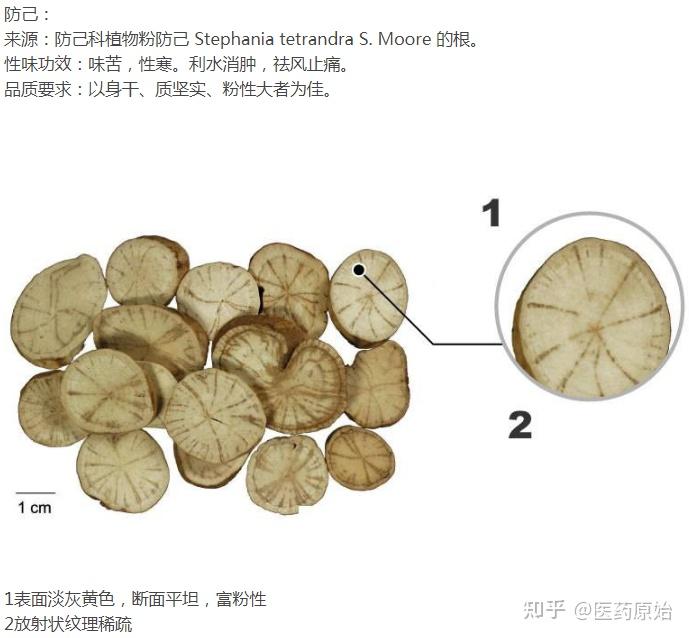 防己：
来源：防己科植物粉防己 Stephania tetrandra S. Moore 的根。
性味功效：味苦，性寒。利水消肿，祛风止痛。
品质要求：以身干、质坚实、粉性大者为佳。
1
2
1 cm
1表面淡灰黄色，断面平坦，富粉性
2放射状纹理稀疏
知乎 @医药原始